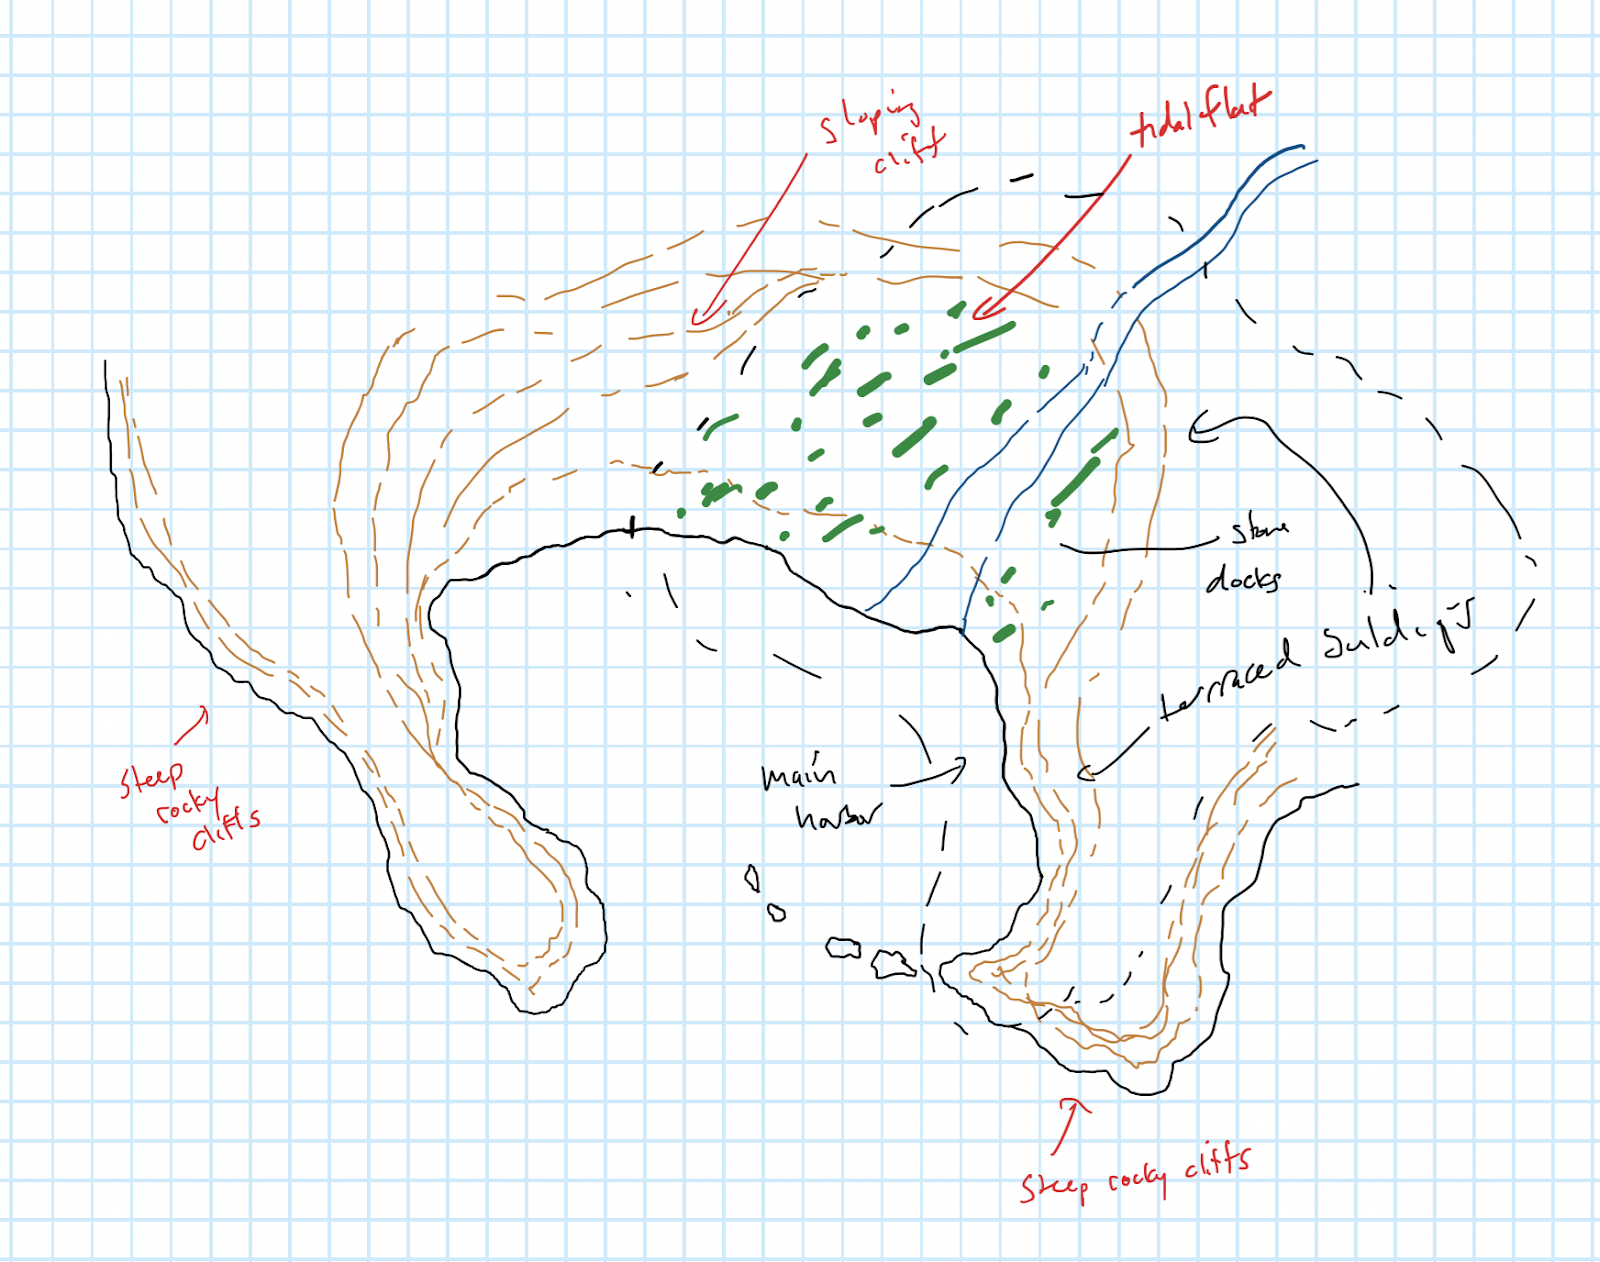 sloping
cliff
tidal flat
stone
docks
terraced buildings
main
harbor
steep
rocky
cliffs
steep rocky cliffs